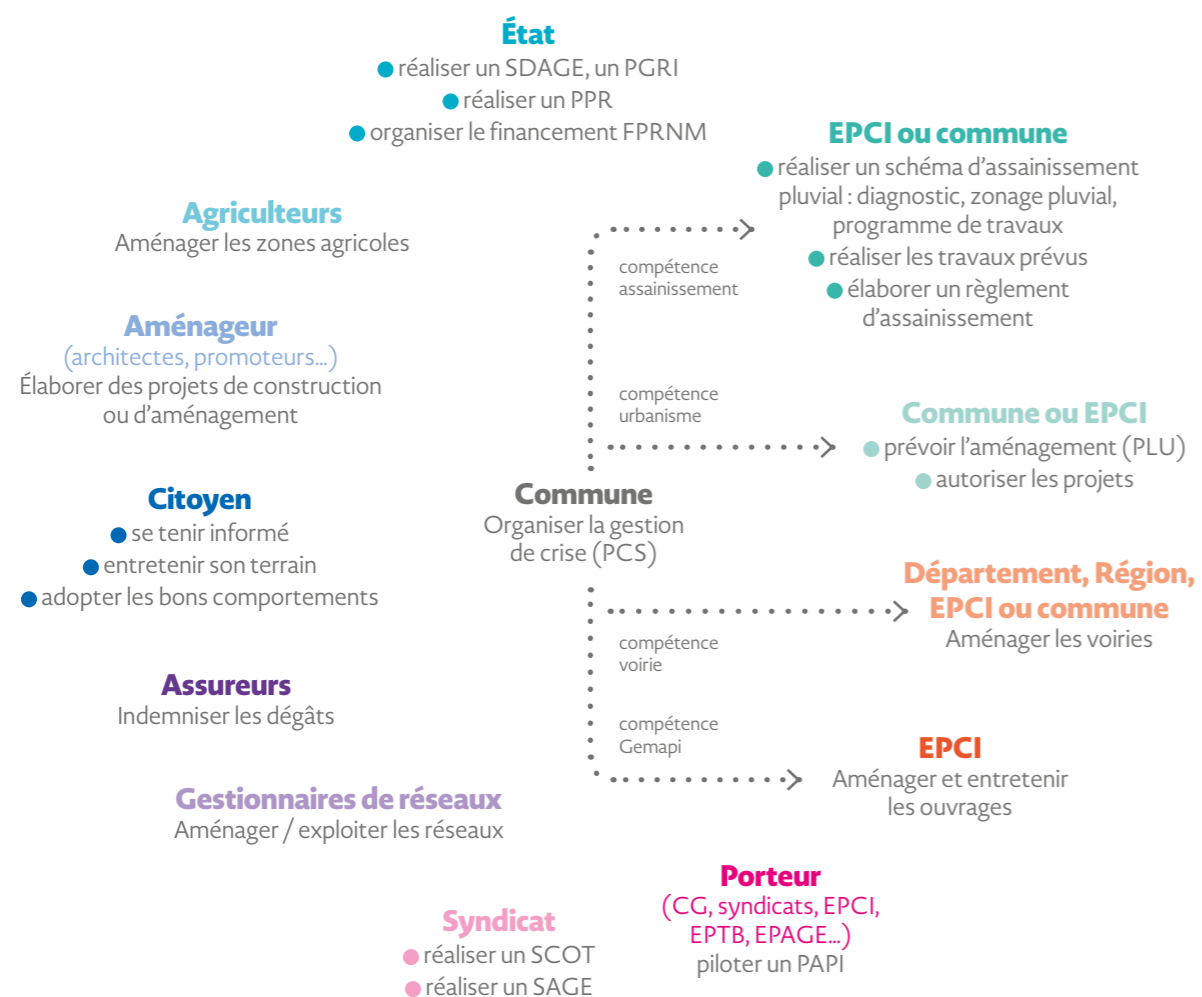 État
réaliser un SDAGE, un PGRI
réaliser un PPR
organiser le financement FPRNM
EPCI ou commune
réaliser un schéma d'assainissement
pluvial : diagnostic, zonage pluvial,
programme de travaux
réaliser les travaux prévus
élaborer un règlement
d'assainissement
Agriculteurs
Aménager les zones agricoles
compétence
assainissement
Aménageur
(architectes, promoteurs…)
Élaborer des projets de construction
ou d'aménagement
compétence
urbanisme
Commune ou EPCI
prévoir l'aménagement (PLU)
autoriser les projets
Citoyen
se tenir informé
entretenir son terrain
adopter les bons comportements
Commune
Organiser la gestion
de crise (PCS)
Département, Région,
EPCI ou commune
Aménager les voiries
compétence
voirie
Assureurs
Indemniser les dégâts
compétence
Gemapi
EPCI
Aménager et entretenir
les ouvrages
Gestionnaires de réseaux
Aménager / exploiter les réseaux
Porteur
(CG, syndicats, EPCI,
EPTB, EPAGE…)
piloter un PAPI
Syndicat
réaliser un SCOT
réaliser un SAGE